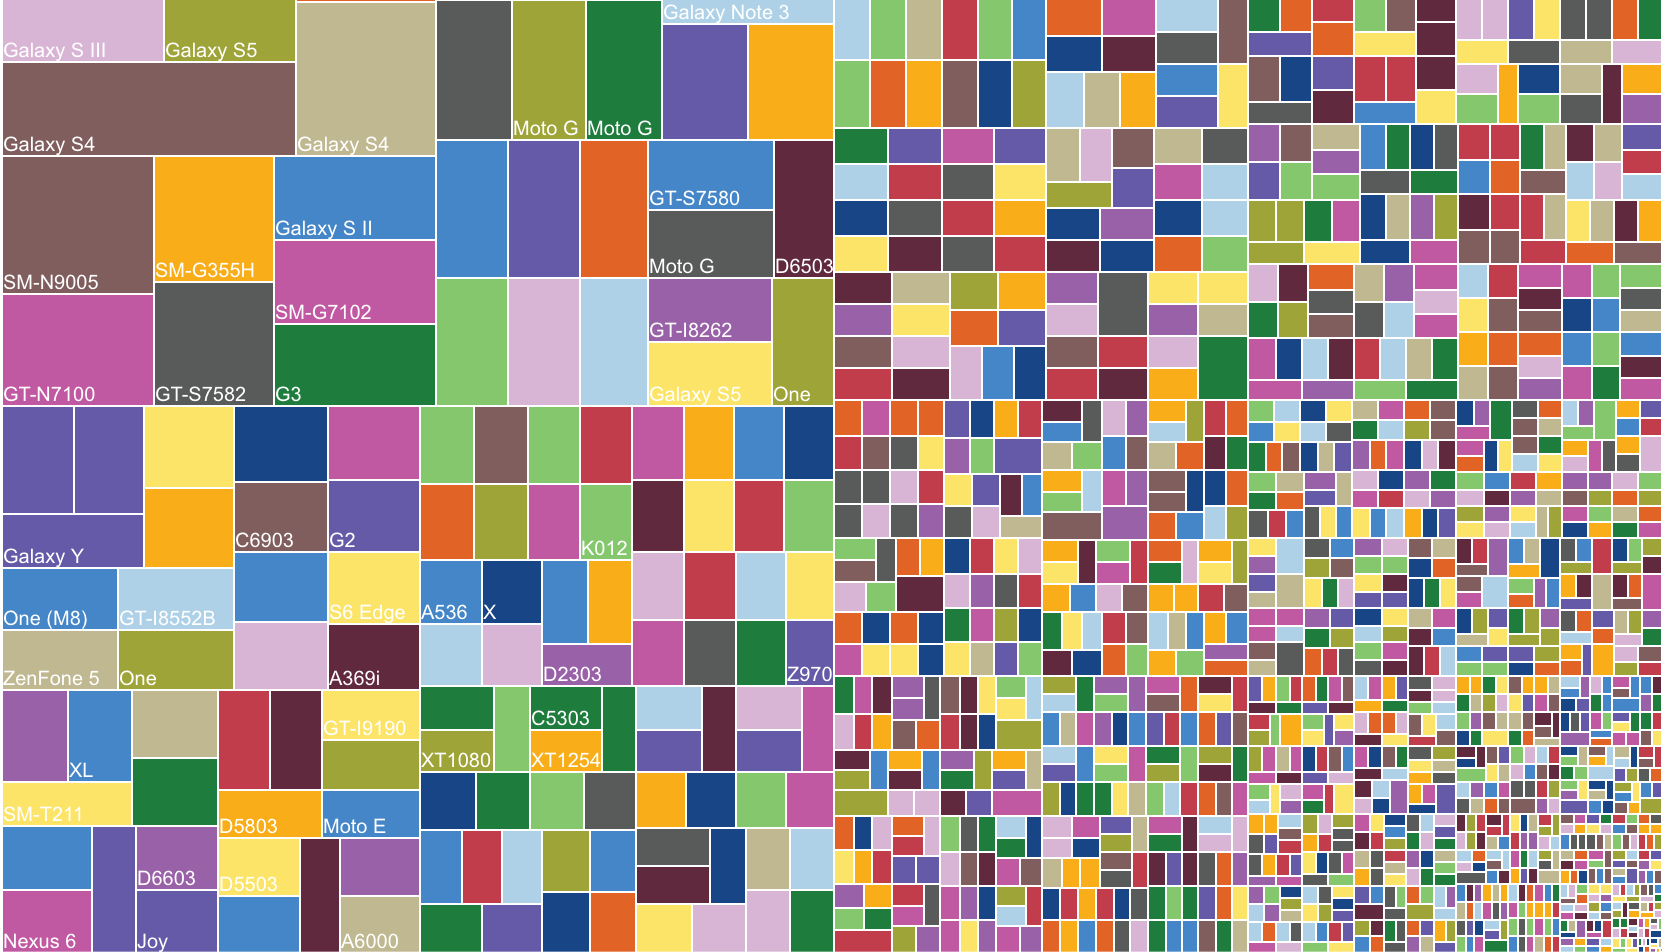 Galaxy S III
Galaxy S5
Galaxy Note 3
Galaxy S4
Galaxy S4
Moto G
Moto G
SM-N9005
SM-G355H
Galaxy S II
GT-S7580
Moto G
D6503
SM-G7102
GT-I8262
GT-N7100
GT-S7582
G3
Galaxy S5
One
Galaxy Y
C6903
G2
K012
One (M8)
GT-I8552B
S6 Edge
A536
X
ZenFone 5
One
A369i
D2303
Z970
XL
GT-I9190
C5303
XT1080
XT1254
SM-T211
D5803
Moto E
D6603
D5503
Nexus 6
Joy
A6000